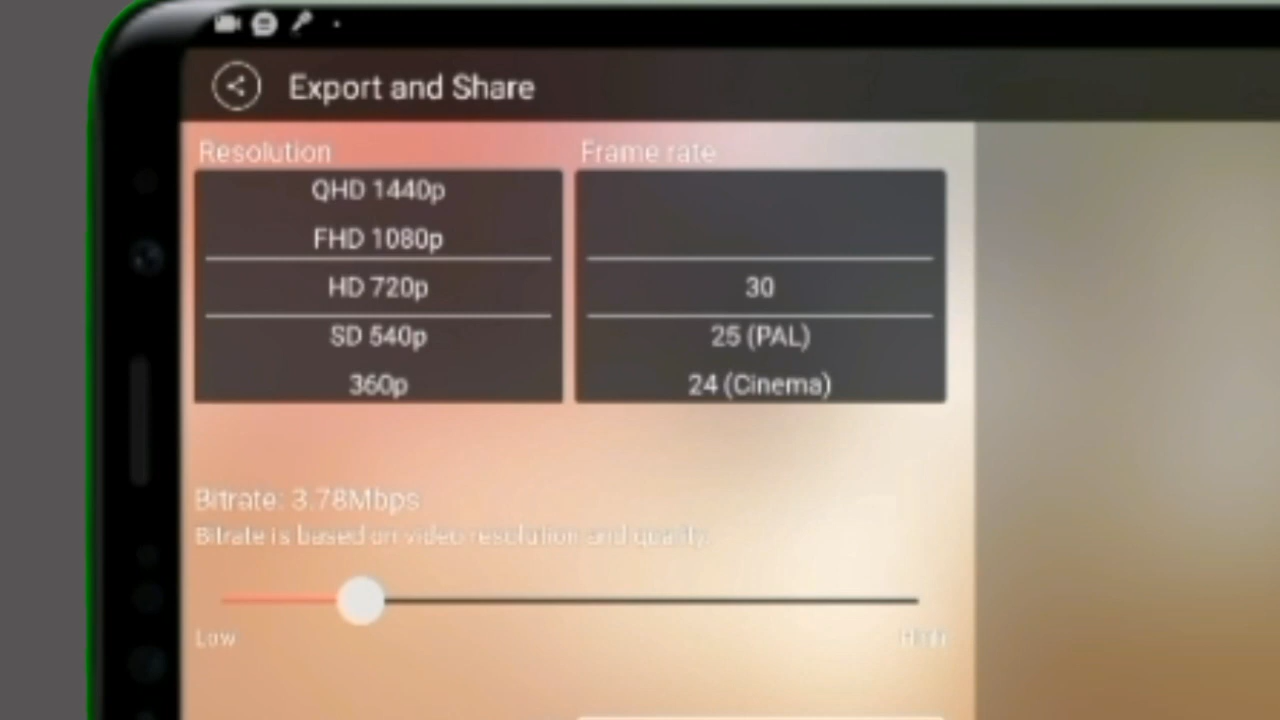 Export and Share
Resolution
Frame rate
QHD 1440p
FHD 1080p
HD 720p
SD 540p
360p
30
25 (PAL)
24 (Cinema)
Bitrate: 3.78Mbps
Bitrate is based on video resolution and quality.
Low
High